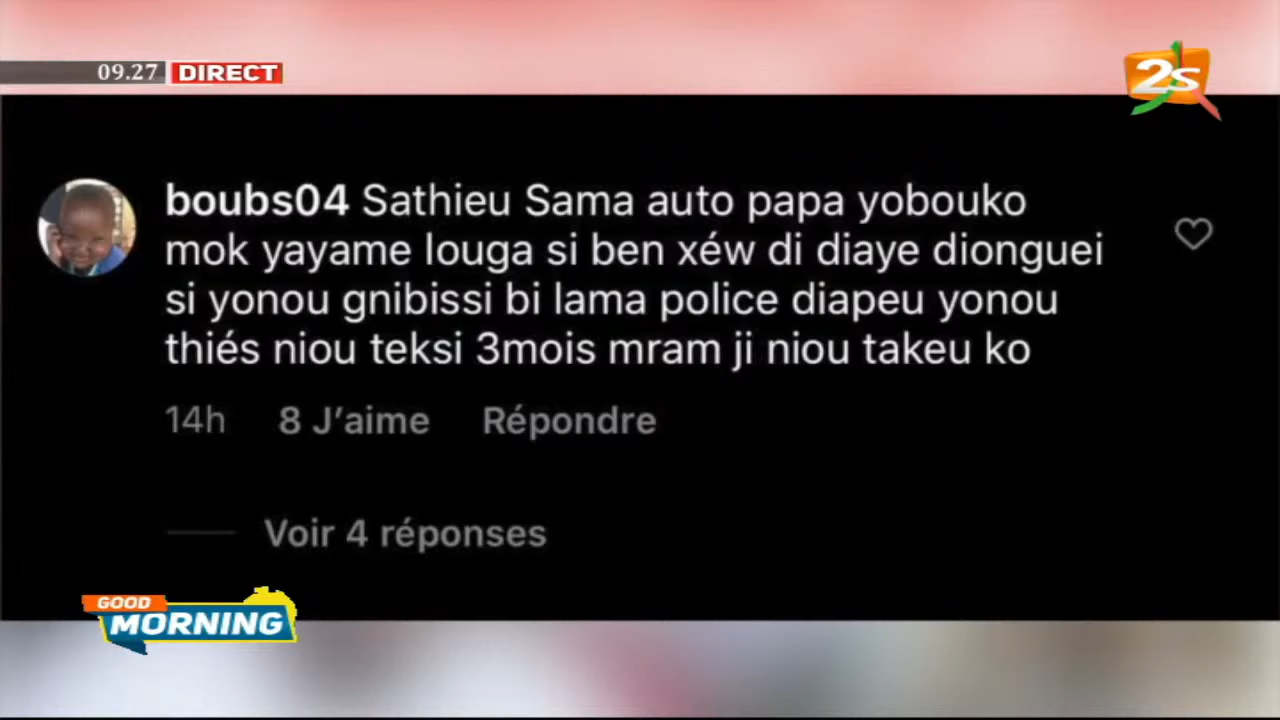 09.27 DIRECT
2s
boubs04 Sathieu Sama auto papa yobouko
mok yayame louga si ben xéw di diaye dionguei
si yonou gnibissi bi lama police diapeu yonou
thiés niou teksi 3mois mram ji niou takeu ko
14h 8 J'aime Répondre
Voir 4 réponses
GOOD
MORNING